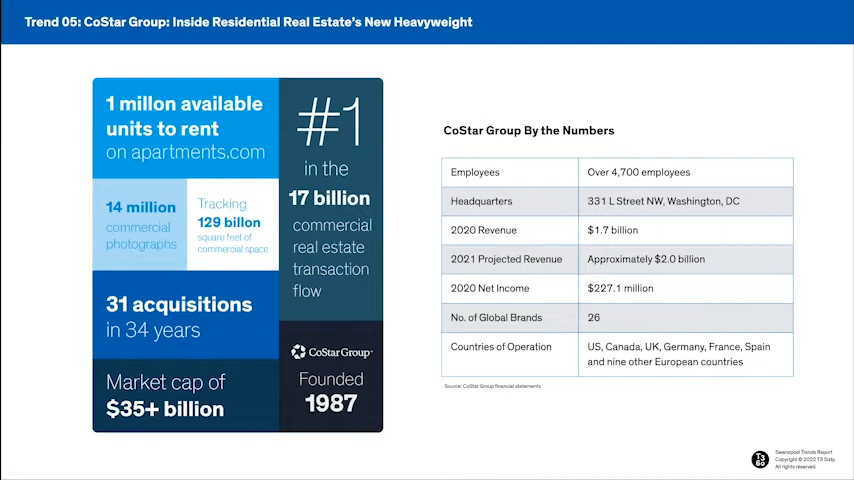 Trend 05: CoStar Group: Inside Residential Real Estate's New Heavyweight
1 millon available
units to rent
on apartments.com
14 million
commercial
photographs
Tracking
129 billon
square feet of
commercial space
31 acquisitions
in 34 years
Market cap of
$35+ billion
#1
in the
17 billion
commercial
real estate
transaction
flow
CoStar Group™
Founded
1987
CoStar Group By the Numbers
Employees Over 4,700 employees
Headquarters 331 L Street NW, Washington, DC
2020 Revenue $1.7 billion
2021 Projected Revenue Approximately $2.0 billion
2020 Net Income $227.1 million
No. of Global Brands 26
Countries of Operation US, Canada, UK, Germany, France, Spain
and nine other European countries
Source: CoStar Group financial statements
T3
6o
Swanepoel Trends Report
Copyright © 2022 T3 Sixty.
All rights reserved.